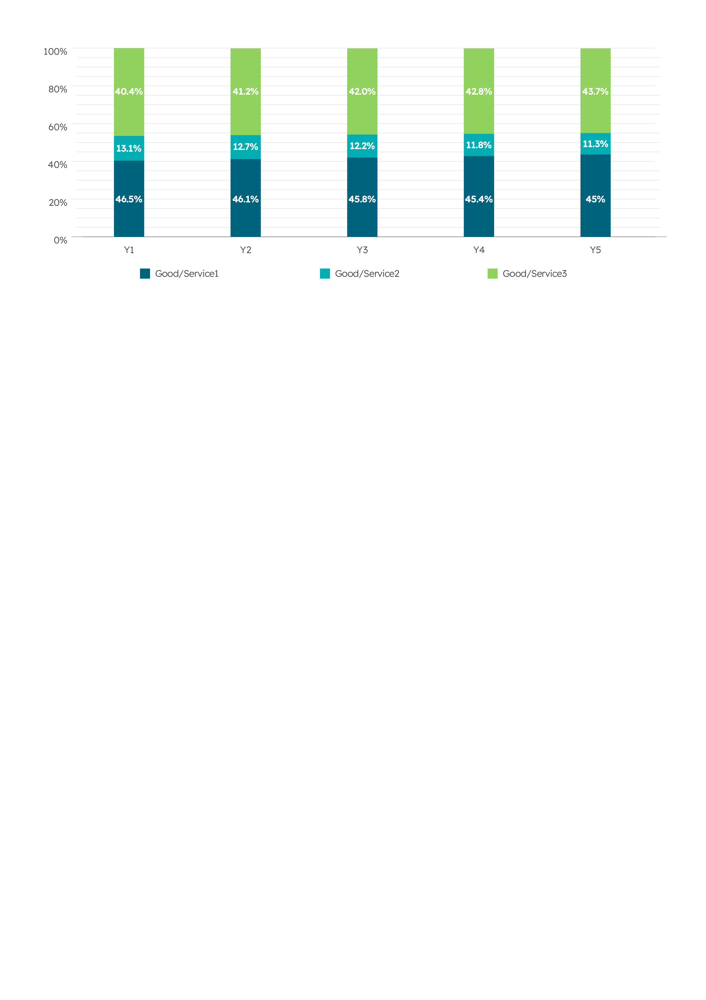 100%
80%
60%
40%
20%
0%
40.4% 41.2% 42.0% 42.8% 43.7%
13.1% 12.7% 12.2% 11.8% 11.3%
46.5% 46.1% 45.8% 45.4% 45%
Y1 Y2 Y3 Y4 Y5
Good/Service1 Good/Service2 Good/Service3